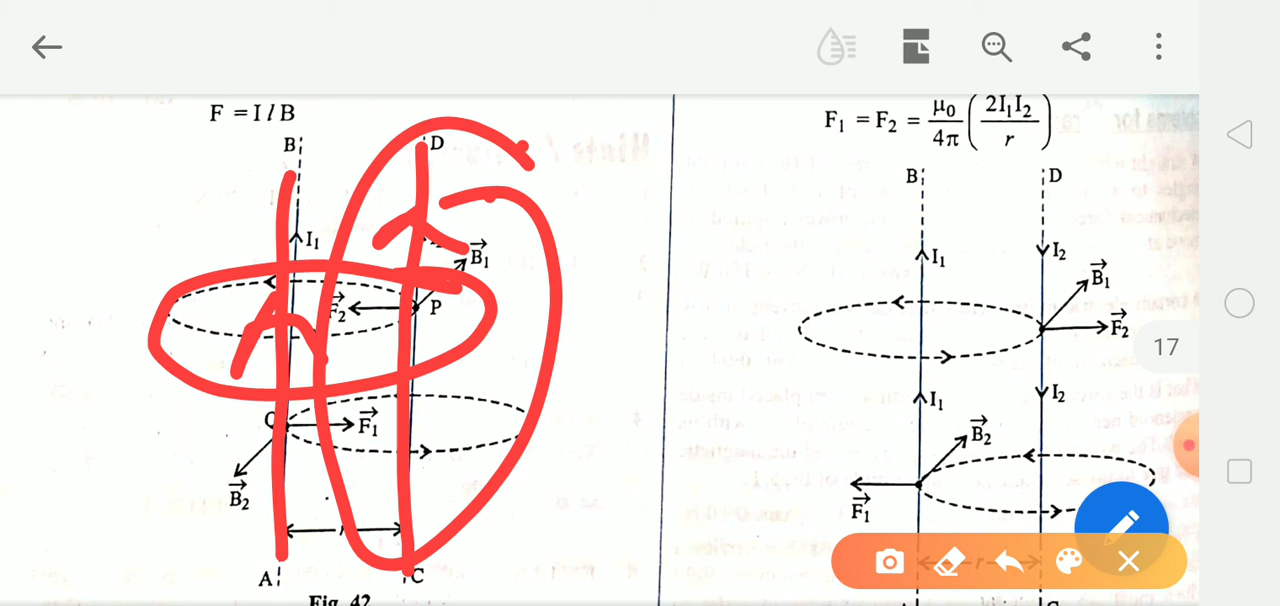 F = I l B
B
D
I₁
B₁
F₂
P
Q
F₁
B₂
r
A
C
Fig. 42
F₁ = F₂ = μ₀/4π (2I₁I₂/r)
B
D
I₁
I₂
B₁
F₂
17
I₁
I₂
B₂
F₁
r